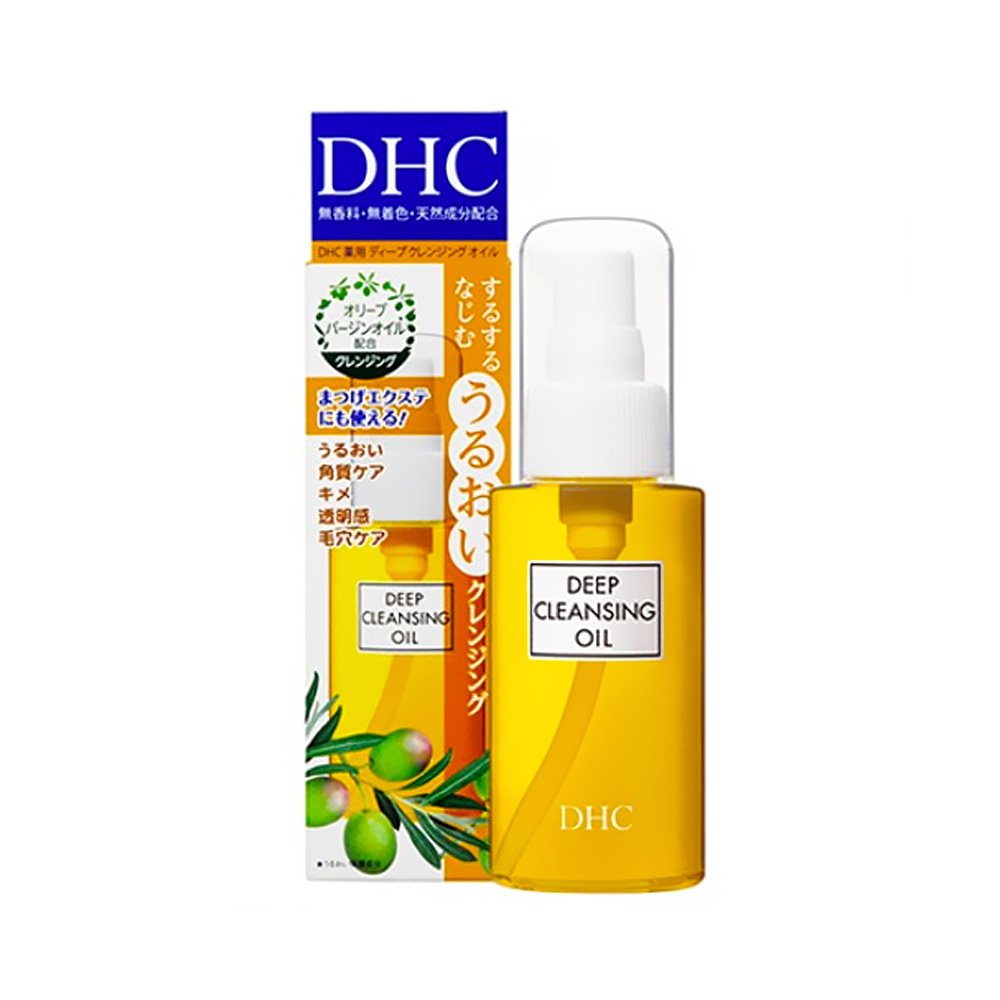 DHC
無香料・無着色・天然成分配合
DHC薬用 ディープクレンジングオイル
オリーブ
バージンオイル
配合
クレンジング
するする
なじむ
うるおい
クレンジング
まつげエクステ
にも使える!
うるおい
角質ケア
キメ
透明感
毛穴ケア
DEEP
CLEANSING
OIL
DEEP
CLEANSING
OIL
DHC